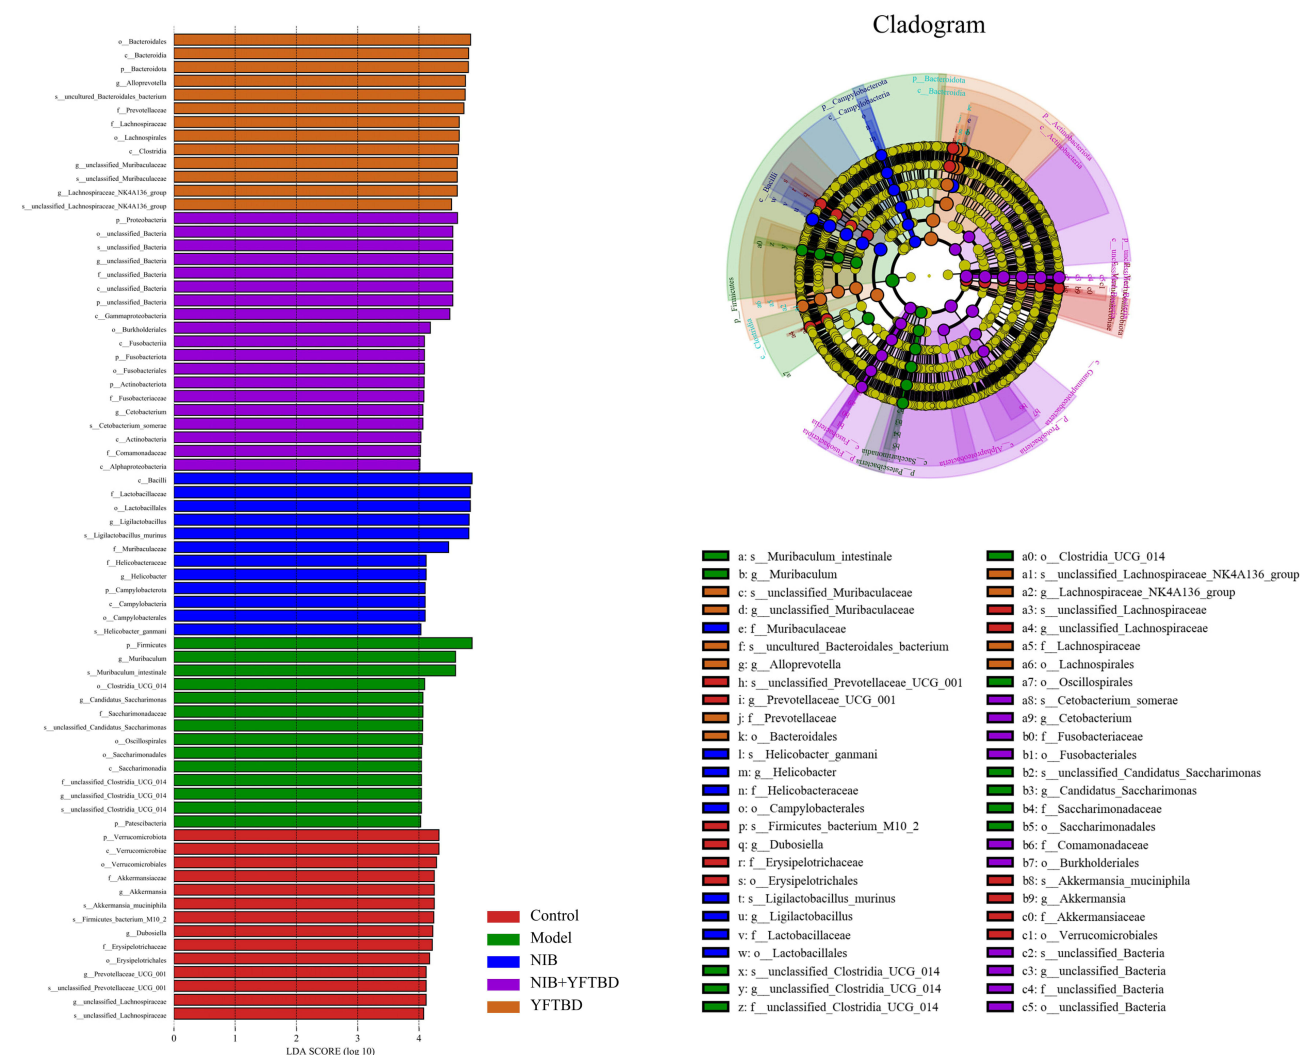 Cladogram
o__Bacteroidales
c__Bacteroidia
p__Bacteroidota
g__Alloprevotella
s__uncultured_Bacteroidales_bacterium
f__Prevotellaceae
f__Lachnospiraceae
o__Lachnospirales
c__Clostridia
g__unclassified_Muribaculaceae
s__unclassified_Muribaculaceae
g__Lachnospiraceae_NK4A136_group
s__unclassified_Lachnospiraceae_NK4A136_group
p__Proteobacteria
o__unclassified_Bacteria
s__unclassified_Bacteria
g__unclassified_Bacteria
f__unclassified_Bacteria
c__unclassified_Bacteria
p__unclassified_Bacteria
c__Gammaproteobacteria
o__Burkholderiales
c__Fusobacteriia
p__Fusobacteriota
o__Fusobacteriales
p__Actinobacteriota
f__Fusobacteriaceae
g__Cetobacterium
s__Cetobacterium_somerae
c__Actinobacteria
f__Comamonadaceae
c__Alphaproteobacteria
c__Bacilli
f__Lactobacillaceae
o__Lactobacillales
g__Ligilactobacillus
s__Ligilactobacillus_murinus
f__Muribaculaceae
f__Helicobacteraceae
g__Helicobacter
p__Campylobacterota
c__Campylobacteria
o__Campylobacterales
s__Helicobacter_ganmani
p__Firmicutes
g__Muribaculum
s__Muribaculum_intestinale
o__Clostridia_UCG_014
g__Candidatus_Saccharimonas
f__Saccharimonadaceae
s__unclassified_Candidatus_Saccharimonas
o__Oscillospirales
o__Saccharimonadales
c__Saccharimonadia
f__unclassified_Clostridia_UCG_014
g__unclassified_Clostridia_UCG_014
s__unclassified_Clostridia_UCG_014
p__Patescibacteria
p__Verrucomicrobiota
c__Verrucomicrobiae
o__Verrucomicrobiales
f__Akkermansiaceae
g__Akkermansia
s__Akkermansia_muciniphila
s__Firmicutes_bacterium_M10_2
g__Dubosiella
f__Erysipelotrichaceae
o__Erysipelotrichales
g__Prevotellaceae_UCG_001
s__unclassified_Prevotellaceae_UCG_001
g__unclassified_Lachnospiraceae
s__unclassified_Lachnospiraceae
0 1 2 3 4
LDA SCORE (log 10)
Control
Model
NIB
NIB+YFTBD
YFTBD
p__Bacteroidota
c__Bacteroidia
p__Campylobacterota
c__Campylobacteria
p__Actinobacteriota
c__Actinobacteria
c__Bacilli
p__Firmicutes
c__Clostridia
a7
p__Fusobacteriota
c__Fusobacteriia
p__Patescibacteria
c__Saccharimonadia
c__Alphaproteobacteria
p__Proteobacteria
c__Gammaproteobacteria
a: s__Muribaculum_intestinale
b: g__Muribaculum
c: s__unclassified_Muribaculaceae
d: g__unclassified_Muribaculaceae
e: f__Muribaculaceae
f: s__uncultured_Bacteroidales_bacterium
g: g__Alloprevotella
h: s__unclassified_Prevotellaceae_UCG_001
i: g__Prevotellaceae_UCG_001
j: f__Prevotellaceae
k: o__Bacteroidales
l: s__Helicobacter_ganmani
m: g__Helicobacter
n: f__Helicobacteraceae
o: o__Campylobacterales
p: s__Firmicutes_bacterium_M10_2
q: g__Dubosiella
r: f__Erysipelotrichaceae
s: o__Erysipelotrichales
t: s__Ligilactobacillus_murinus
u: g__Ligilactobacillus
v: f__Lactobacillaceae
w: o__Lactobacillales
x: s__unclassified_Clostridia_UCG_014
y: g__unclassified_Clostridia_UCG_014
z: f__unclassified_Clostridia_UCG_014
a0: o__Clostridia_UCG_014
a1: s__unclassified_Lachnospiraceae_NK4A136_group
a2: g__Lachnospiraceae_NK4A136_group
a3: s__unclassified_Lachnospiraceae
a4: g__unclassified_Lachnospiraceae
a5: f__Lachnospiraceae
a6: o__Lachnospirales
a7: o__Oscillospirales
a8: s__Cetobacterium_somerae
a9: g__Cetobacterium
b0: f__Fusobacteriaceae
b1: o__Fusobacteriales
b2: s__unclassified_Candidatus_Saccharimonas
b3: g__Candidatus_Saccharimonas
b4: f__Saccharimonadaceae
b5: o__Saccharimonadales
b6: f__Comamonadaceae
b7: o__Burkholderiales
b8: s__Akkermansia_muciniphila
b9: g__Akkermansia
c0: f__Akkermansiaceae
c1: o__Verrucomicrobiales
c2: s__unclassified_Bacteria
c3: g__unclassified_Bacteria
c4: f__unclassified_Bacteria
c5: o__unclassified_Bacteria